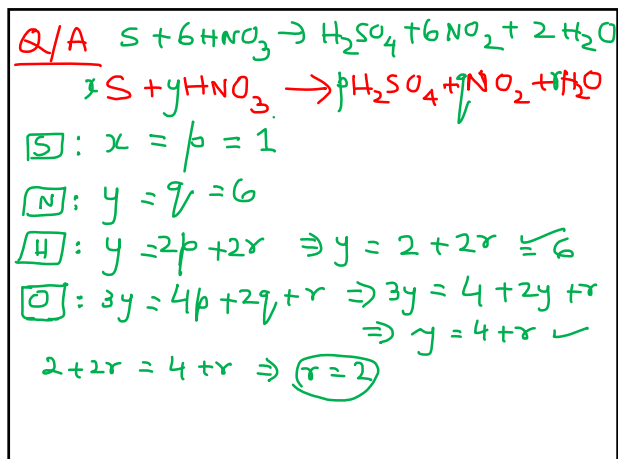 Q/A S + 6HNO₃ → H₂SO₄ + 6NO₂ + 2H₂O
xS + yHNO₃ → pH₂SO₄ + qNO₂ + rH₂O
S : x = p = 1
N : y = q = 6
H : y = 2p + 2r ⇒ y = 2 + 2r = 6
O : 3y = 4p + 2q + r ⇒ 3y = 4 + 2y + r
⇒ y = 4 + r ✓
2 + 2r = 4 + r ⇒ r = 2